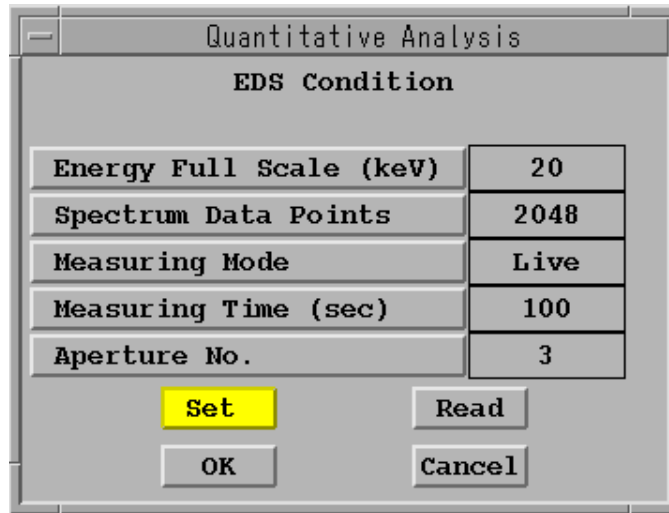 Quantitative Analysis
EDS Condition
Energy Full Scale (keV) 20
Spectrum Data Points 2048
Measuring Mode Live
Measuring Time (sec) 100
Aperture No. 3
Set Read
OK Cancel